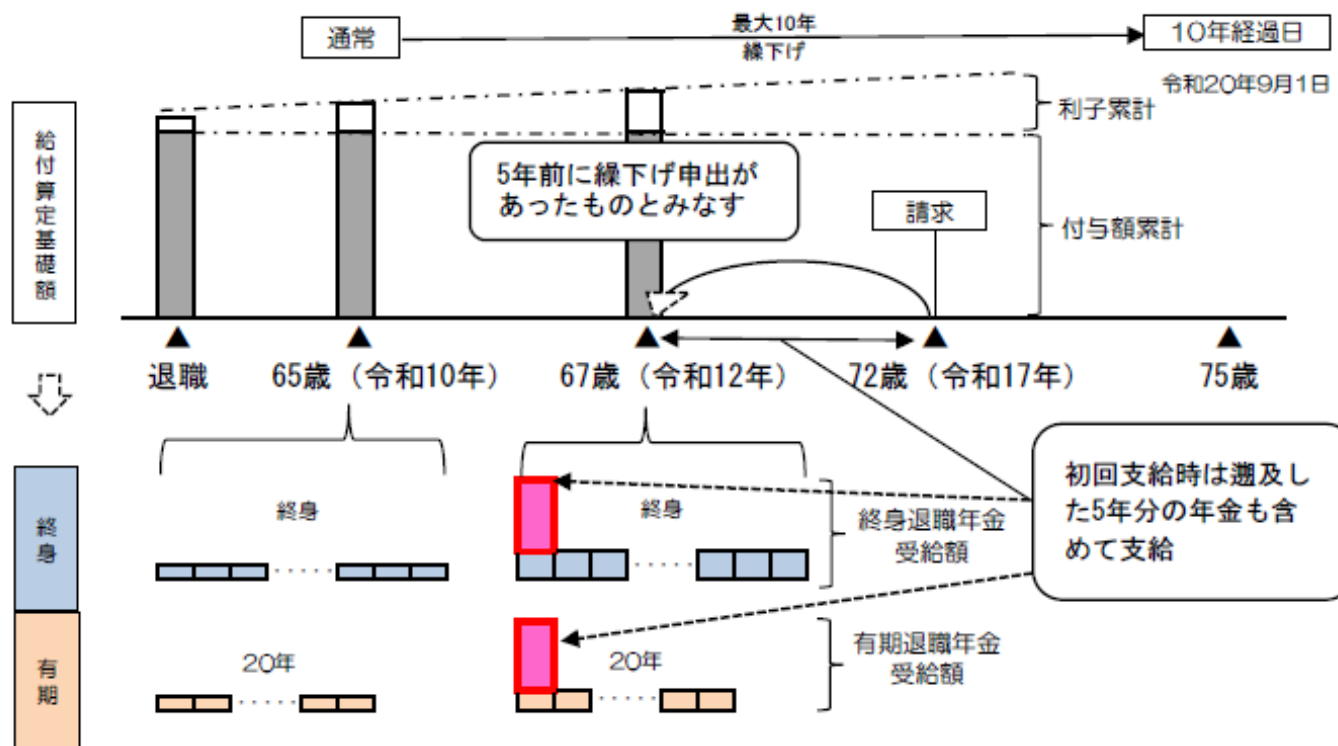 通常
最大10年
繰下げ
10年経過日
令和20年9月1日
利子累計
給付算定基礎額
5年前に繰下げ申出が
あったものとみなす
請求
付与額累計
退職
65歳（令和10年）
67歳（令和12年）
72歳（令和17年）
75歳
初回支給時は遡及し
た5年分の年金も含
めて支給
終身
終身
終身
終身退職年金
受給額
有期
20年
20年
有期退職年金
受給額